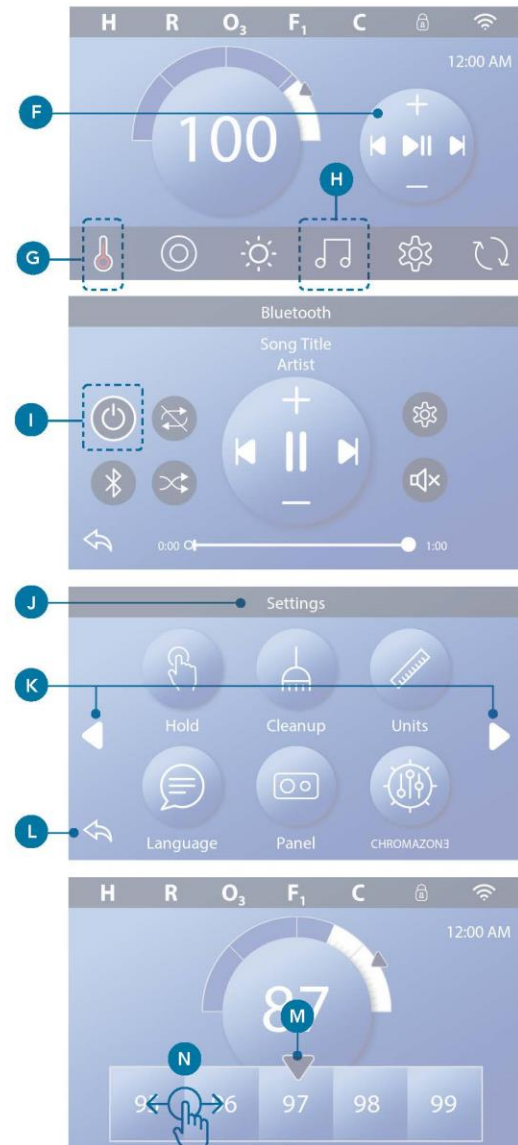 H R O₃ F₁ C
12:00 AM
F
100
H
G
Bluetooth
Song Title
Artist
I
0:00 1:00
J
Settings
K
Hold Cleanup Units
L
Language Panel CHROMAZON3
H R O₃ F₁ C
12:00 AM
87
M
N
97 98 99